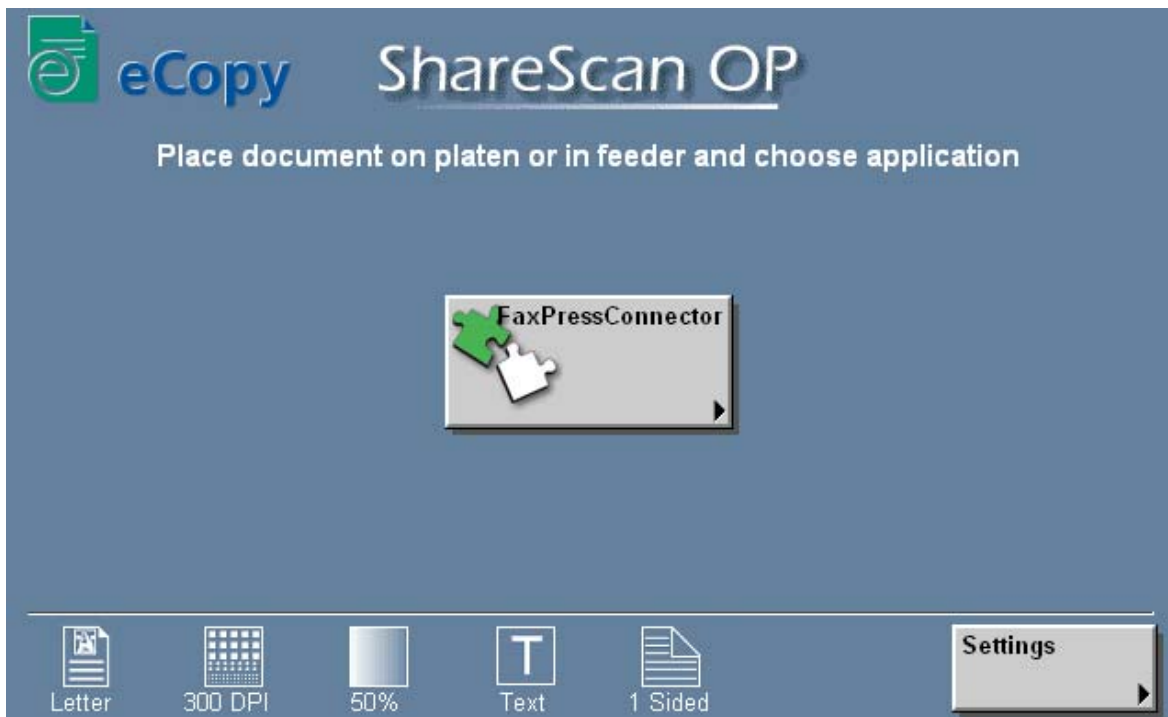 eCopy ShareScan OP
Place document on platen or in feeder and choose application
FaxPressConnector
Letter 300 DPI 50% Text 1 Sided
Settings